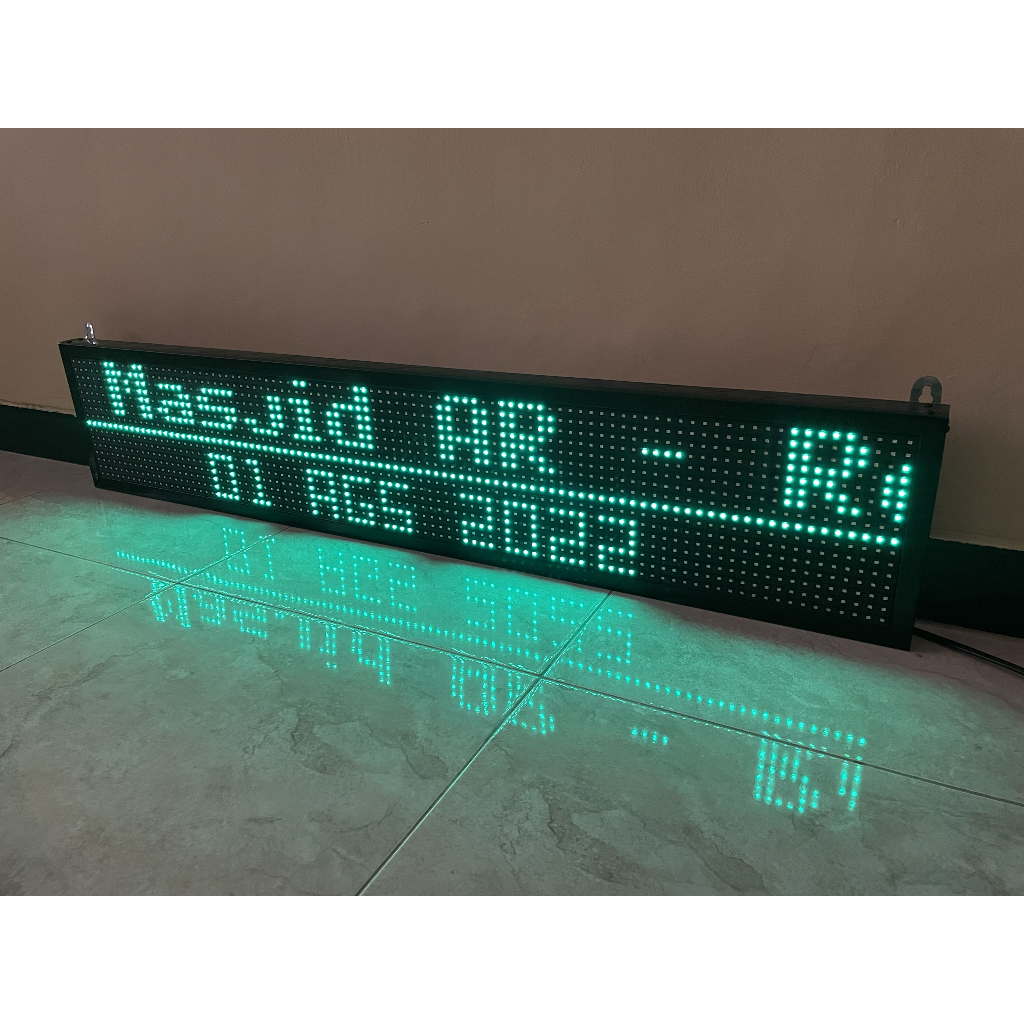 Masjid AR - R
01 AGS 2022